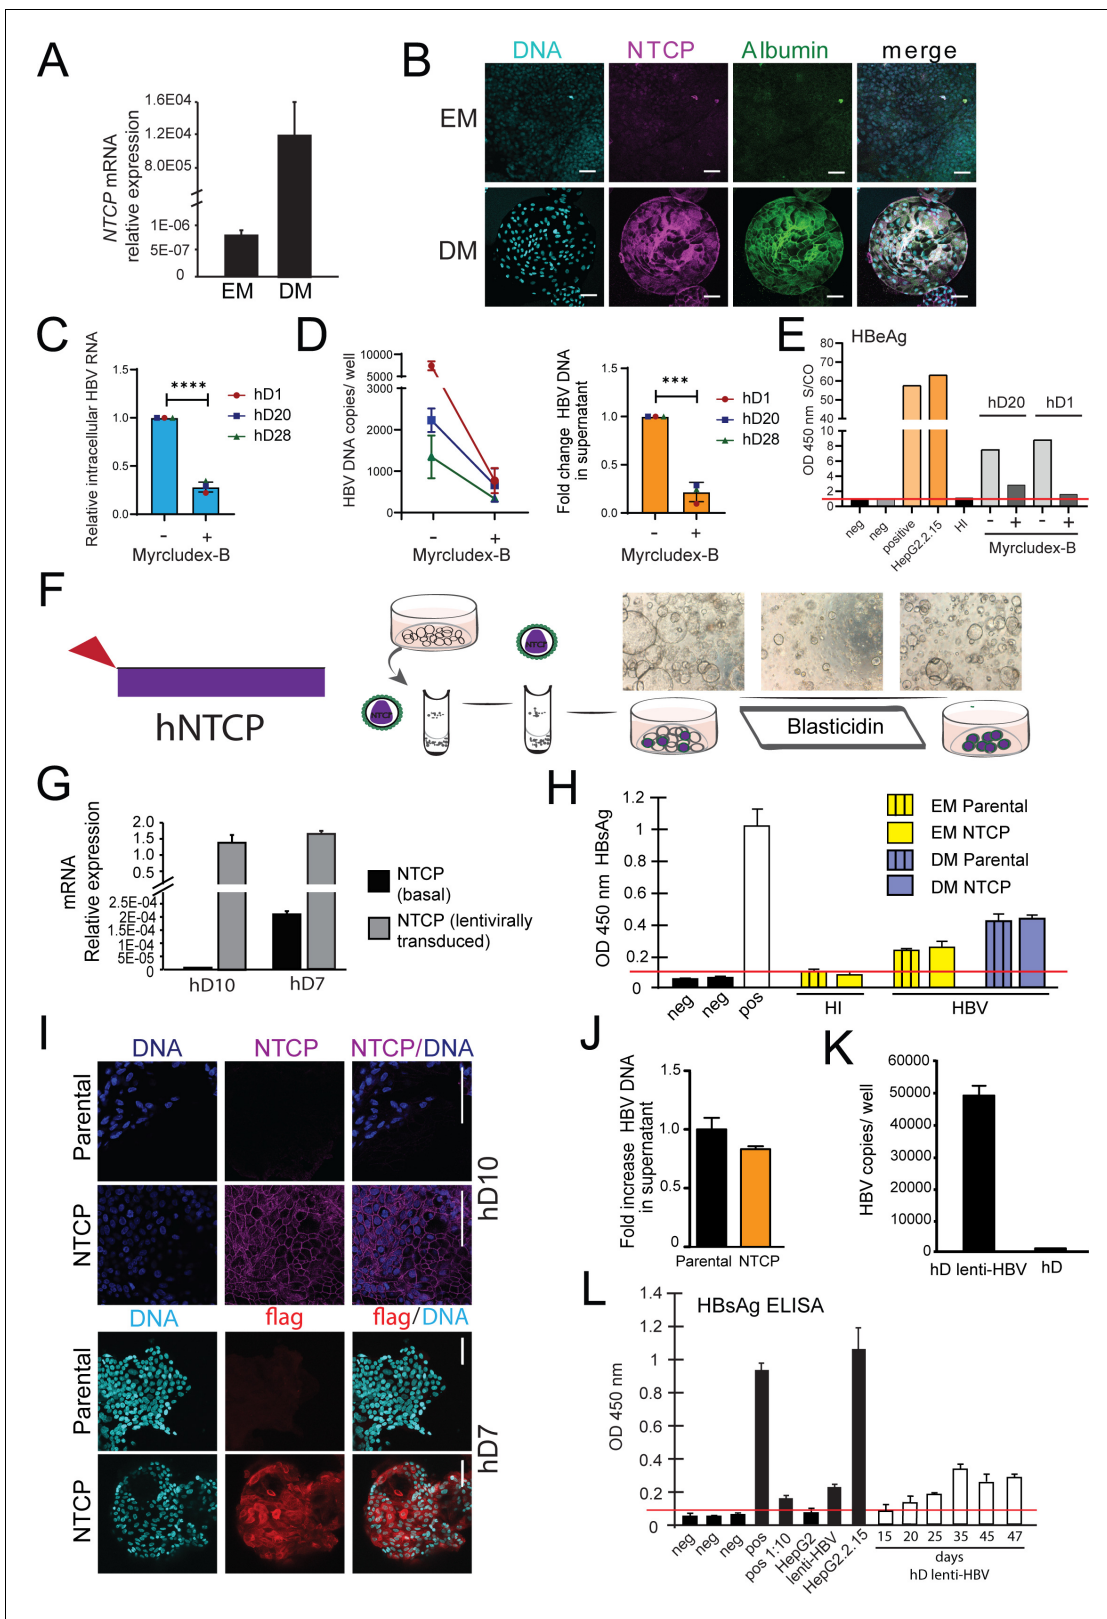 A
NTCP mRNA
relative expression
1.6E04
1.2E04
8.0E05
1E-06
5E-07
0
EM
DM
B
DNA
NTCP
Albumin
merge
EM
DM
C
Relative intracellular HBV RNA
1.5
1.0
0.5
0.0
****
- +
Myrcludex-B
hD1
hD20
hD28
D
HBV DNA copies/ well
10000
5000
3000
2000
1000
0
- +
Myrcludex-B
Fold change HBV DNA
in supernatant
1.5
1.0
0.5
0.0
***
- +
Myrcludex-B
hD1
hD20
hD28
E
HBeAg
OD 450 nm S/CO
80
70
60
50
40
10
8
6
4
2
0
hD20
hD1
neg
neg
positive
HepG2.2.15
HI
- + - +
Myrcludex-B
F
hNTCP
NTCP
NTCP
Blasticidin
G
mRNA
Relative expression
2.0
1.5
1.0
0.5
2.5E-04
2E-04
1E-04
1E-04
5E-05
0
hD10
hD7
NTCP
(basal)
NTCP (lentivirally
transduced)
H
OD 450 nm HBsAg
1.2
1
0.8
0.6
0.4
0.2
0
neg
neg
pos
HI
HBV
EM Parental
EM NTCP
DM Parental
DM NTCP
I
DNA
NTCP
NTCP/DNA
Parental
NTCP
hD10
DNA
flag
flag/DNA
Parental
NTCP
hD7
J
Fold increase HBV DNA
in supernatant
1.5
1.0
0.5
0
Parental
NTCP
K
HBV copies/ well
60000
50000
40000
30000
20000
10000
0
hD lenti-HBV
hD
L
HBsAg ELISA
OD 450 nm
1.4
1.2
1
0.8
0.6
0.4
0.2
0
neg
neg
neg
pos
pos 1:10
HepG2
lenti-HBV
HepG2.2.15
15 20 25 35 45 47
days
hD lenti-HBV